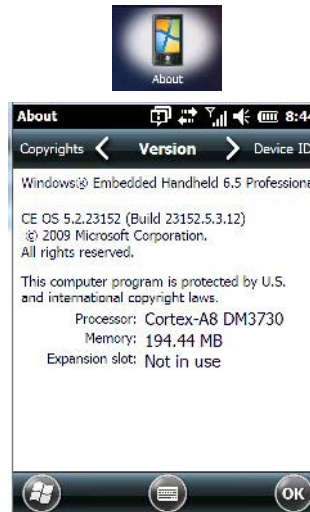 About
About 8:44
Copyrights Version Device ID
Windows® Embedded Handheld 6.5 Professiona
CE OS 5.2.23152 (Build 23152.5.3.12)
© 2009 Microsoft Corporation.
All rights reserved.
This computer program is protected by U.S.
and international copyright laws.
Processor: Cortex-A8 DM3730
Memory: 194.44 MB
Expansion slot: Not in use
OK